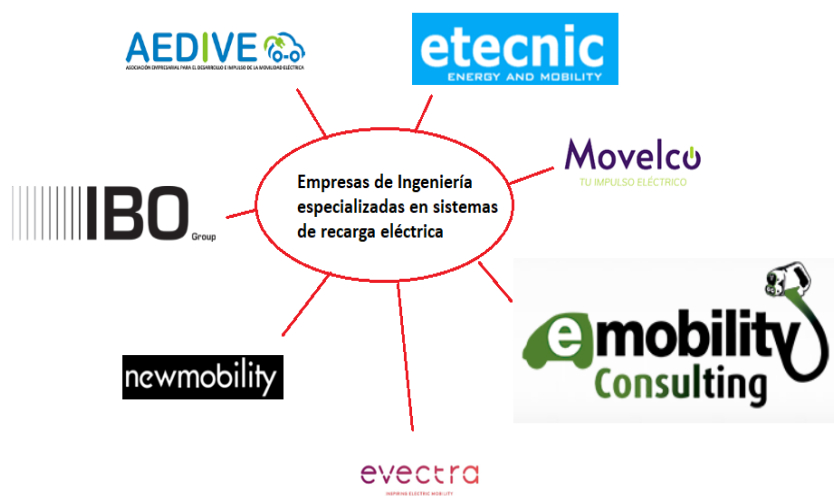 AEDIVE
ASOCIACIÓN EMPRESARIAL PARA EL DESARROLLO E IMPULSO DE LA MOVILIDAD ELÉCTRICA
etecnic
ENERGY AND MOBILITY
Movelco
TU IMPULSO ELÉCTRICO
Empresas de Ingeniería
especializadas en sistemas
de recarga eléctrica
IBO
Group
emobility
Consulting
newmobility
evectra
INSPIRING ELECTRIC MOBILITY